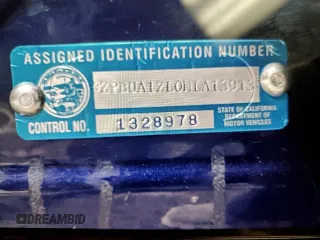 ASSIGNED IDENTIFICATION NUMBER
CONTROL NO.
1328978
STATE OF CALIFORNIA
DEPARTMENT OF
MOTOR VEHICLES
©DREAMBID